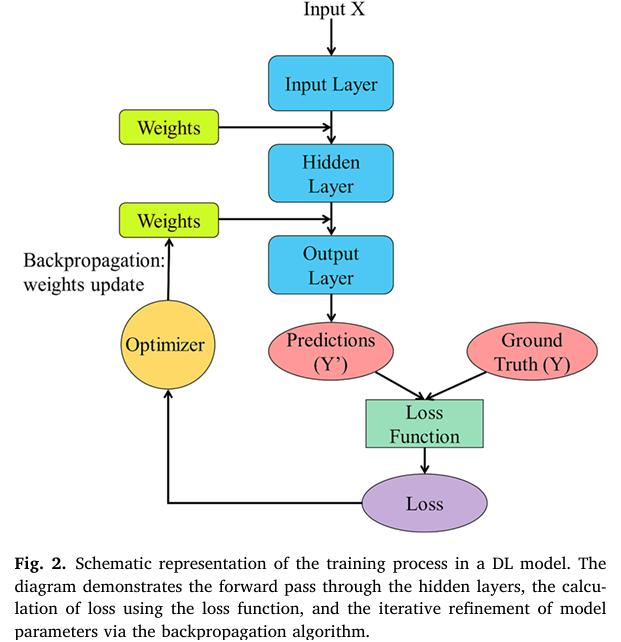 Input X
Input Layer
Weights
Hidden
Layer
Weights
Output
Layer
Backpropagation:
weights update
Optimizer
Predictions
(Y’)
Ground
Truth (Y)
Loss
Function
Loss
Fig. 2. Schematic representation of the training process in a DL model. The
diagram demonstrates the forward pass through the hidden layers, the calcu-
lation of loss using the loss function, and the iterative refinement of model
parameters via the backpropagation algorithm.